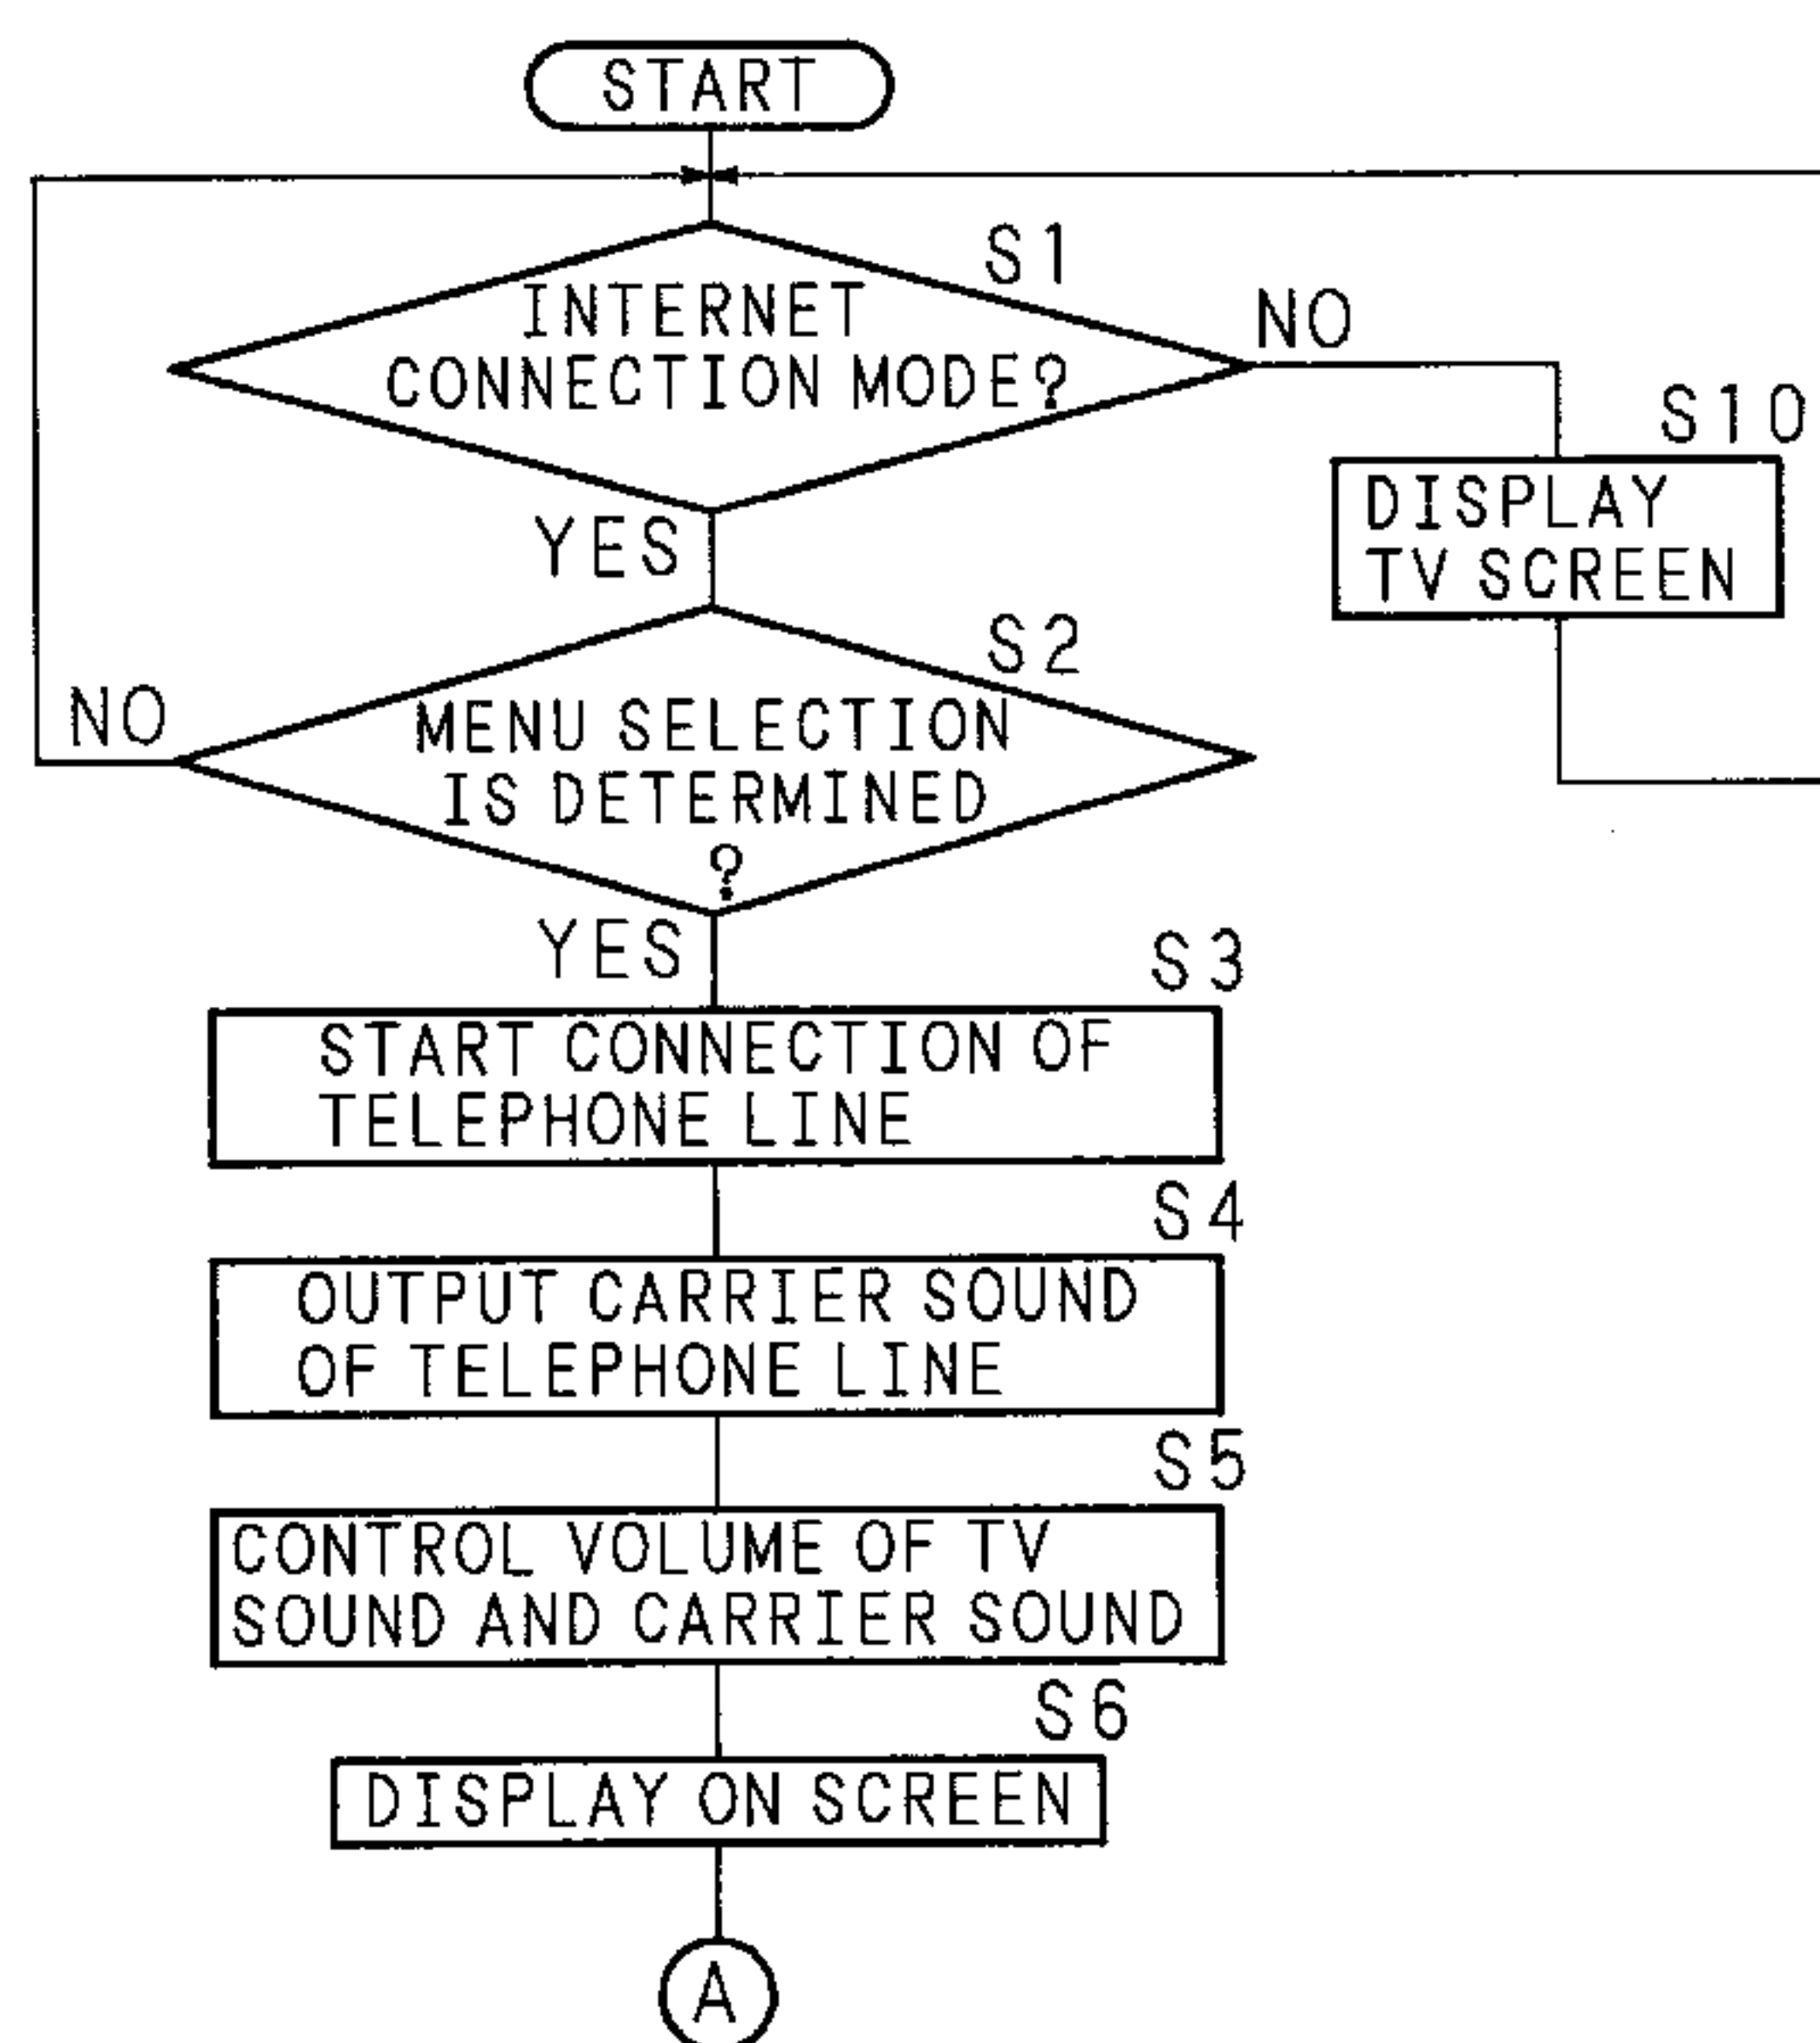 START
S1
INTERNET
CONNECTION MODE?
NO
S10
DISPLAY
TV SCREEN
YES
S2
NO
MENU SELECTION
IS DETERMINED
?
YES
S3
START CONNECTION OF
TELEPHONE LINE
S4
OUTPUT CARRIER SOUND
OF TELEPHONE LINE
S5
CONTROL VOLUME OF TV
SOUND AND CARRIER SOUND
S6
DISPLAY ON SCREEN
A